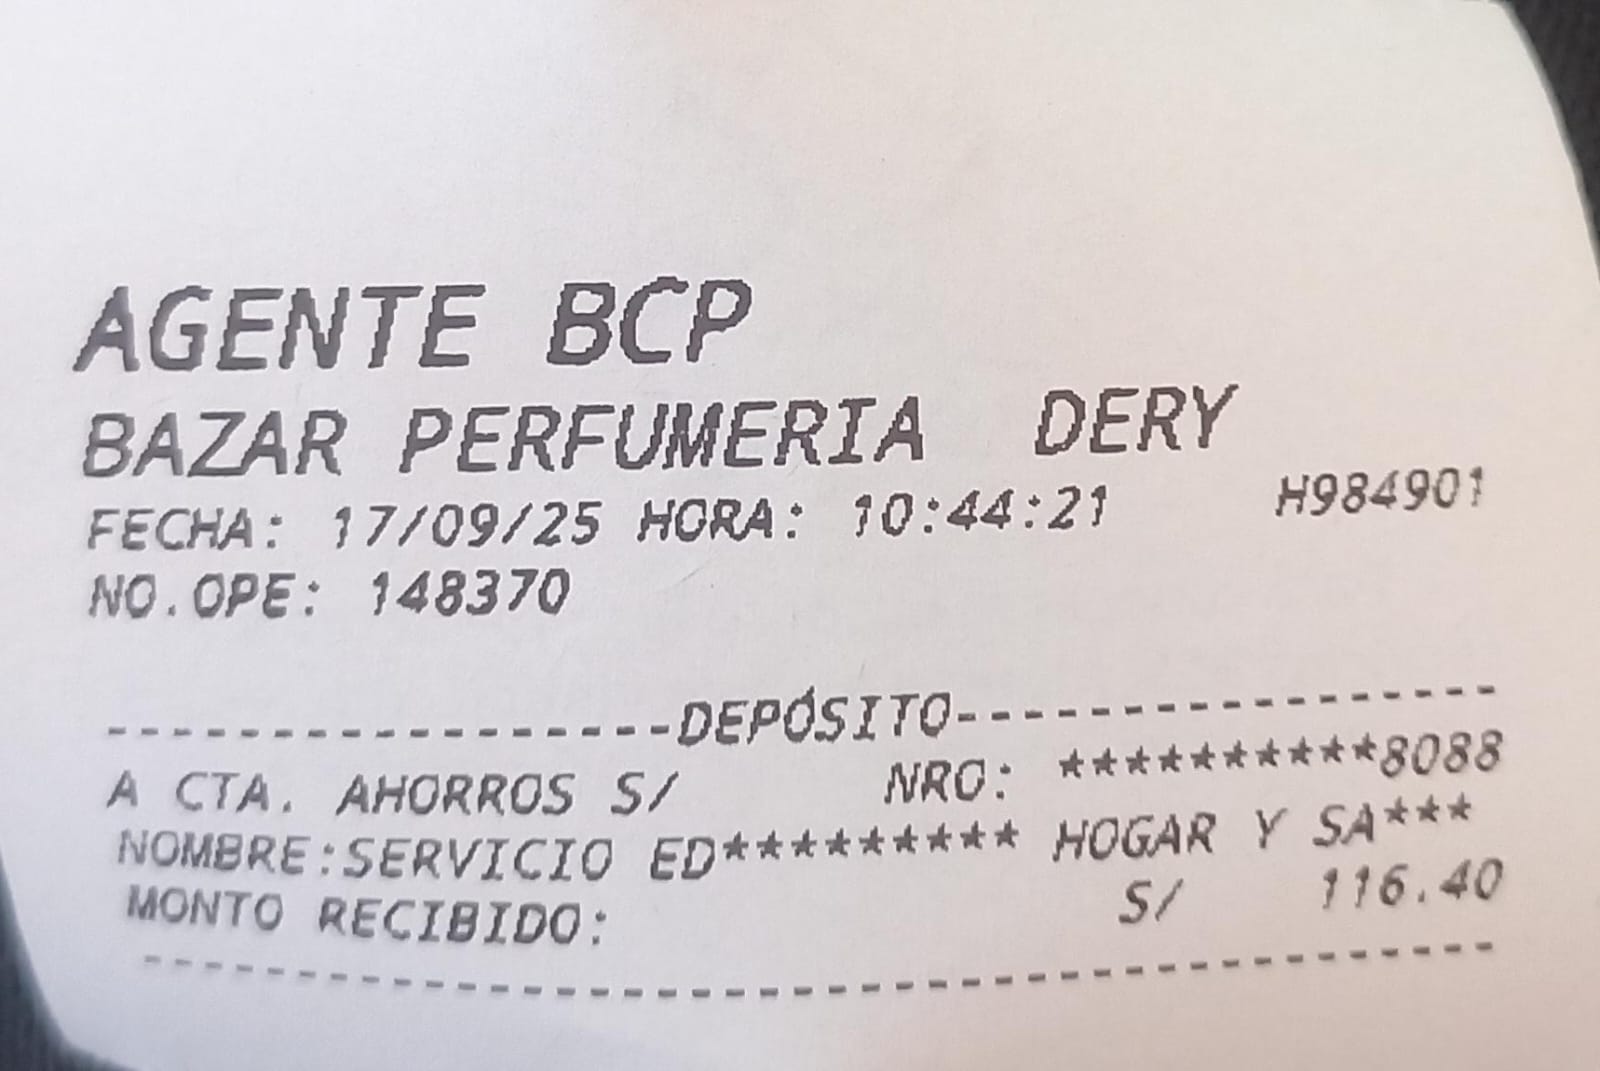 AGENTE BCP
BAZAR PERFUMERIA DERY
FECHA: 17/09/25 HORA: 10:44:21 H984901
NO.OPE: 148370
-----------------DEPÓSITO-----------------
A CTA. AHORROS S/ NRO: **********8088
NOMBRE:SERVICIO ED********* HOGAR Y SA***
MONTO RECIBIDO: S/ 116.40